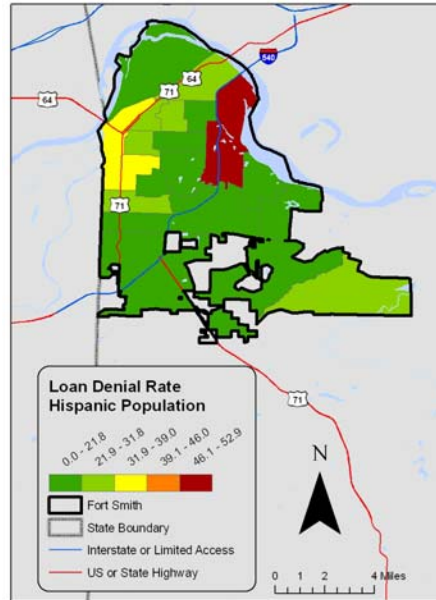 540
64
71
64
71
71
Loan Denial Rate
Hispanic Population
0.0 - 21.8
21.9 - 31.8
31.9 - 39.0
39.1 - 46.0
46.1 - 52.9
Fort Smith
State Boundary
Interstate or Limited Access
US or State Highway
N
0 1 2 4 Miles